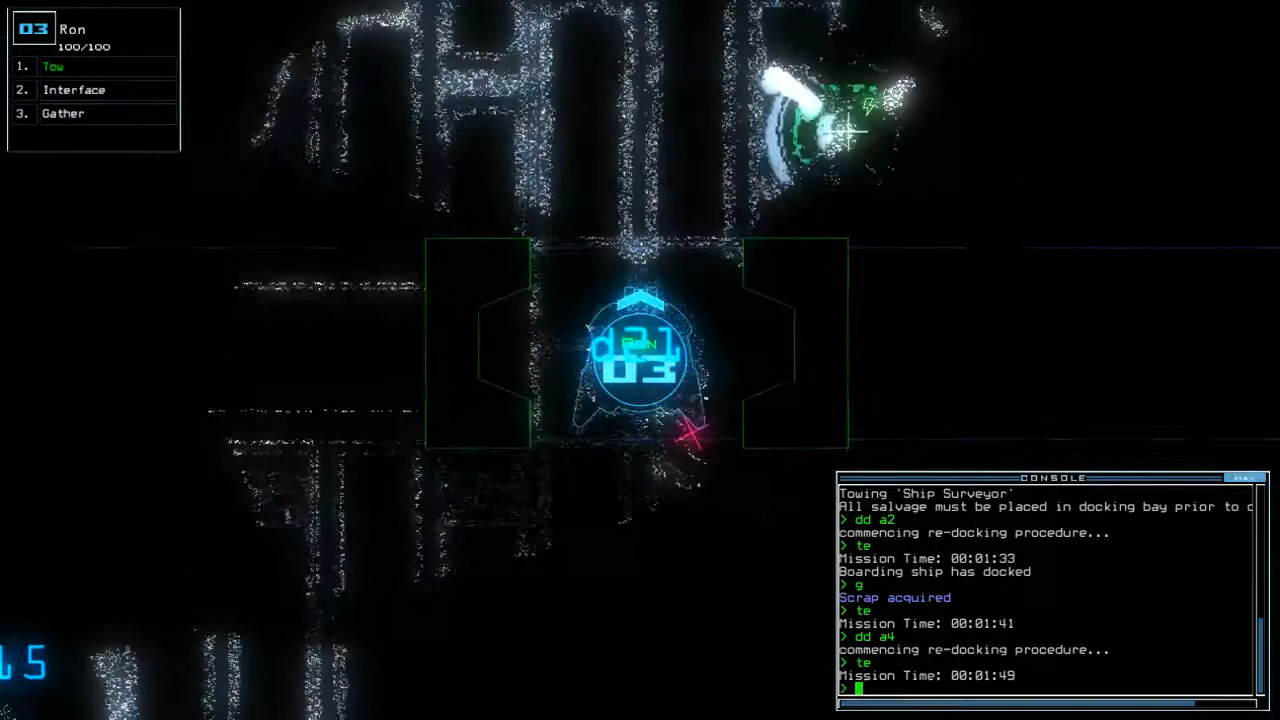 03 Ron
100/100
1. Tow
2. Interface
3. Gather
d21
Ron
03
15
CONSOLE
Towing 'Ship Surveyor'
All salvage must be placed in docking bay prior to
> dd a2
commencing re-docking procedure...
> te
Mission Time: 00:01:33
Boarding ship has docked
> g
Scrap acquired
> te
Mission Time: 00:01:41
> dd a4
commencing re-docking procedure...
> te
Mission Time: 00:01:49
>